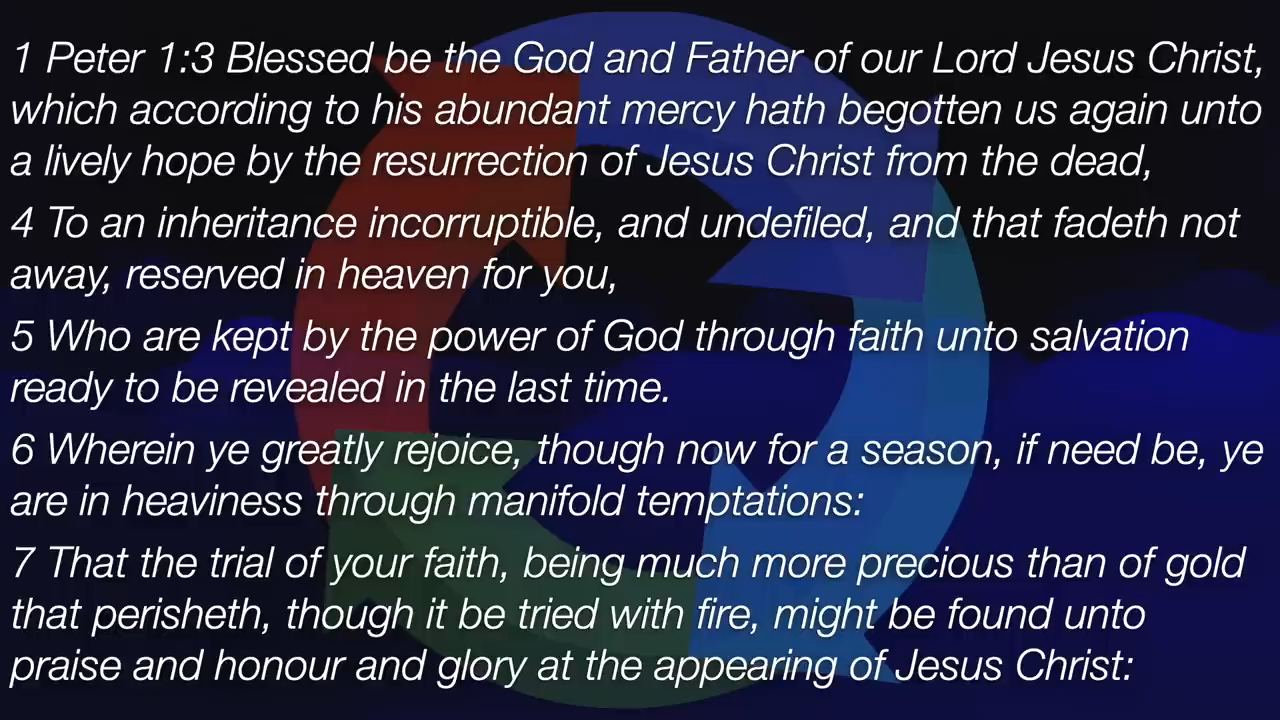 1 Peter 1:3 Blessed be the God and Father of our Lord Jesus Christ,
which according to his abundant mercy hath begotten us again unto
a lively hope by the resurrection of Jesus Christ from the dead,
4 To an inheritance incorruptible, and undefiled, and that fadeth not
away, reserved in heaven for you,
5 Who are kept by the power of God through faith unto salvation
ready to be revealed in the last time.
6 Wherein ye greatly rejoice, though now for a season, if need be, ye
are in heaviness through manifold temptations:
7 That the trial of your faith, being much more precious than of gold
that perisheth, though it be tried with fire, might be found unto
praise and honour and glory at the appearing of Jesus Christ: